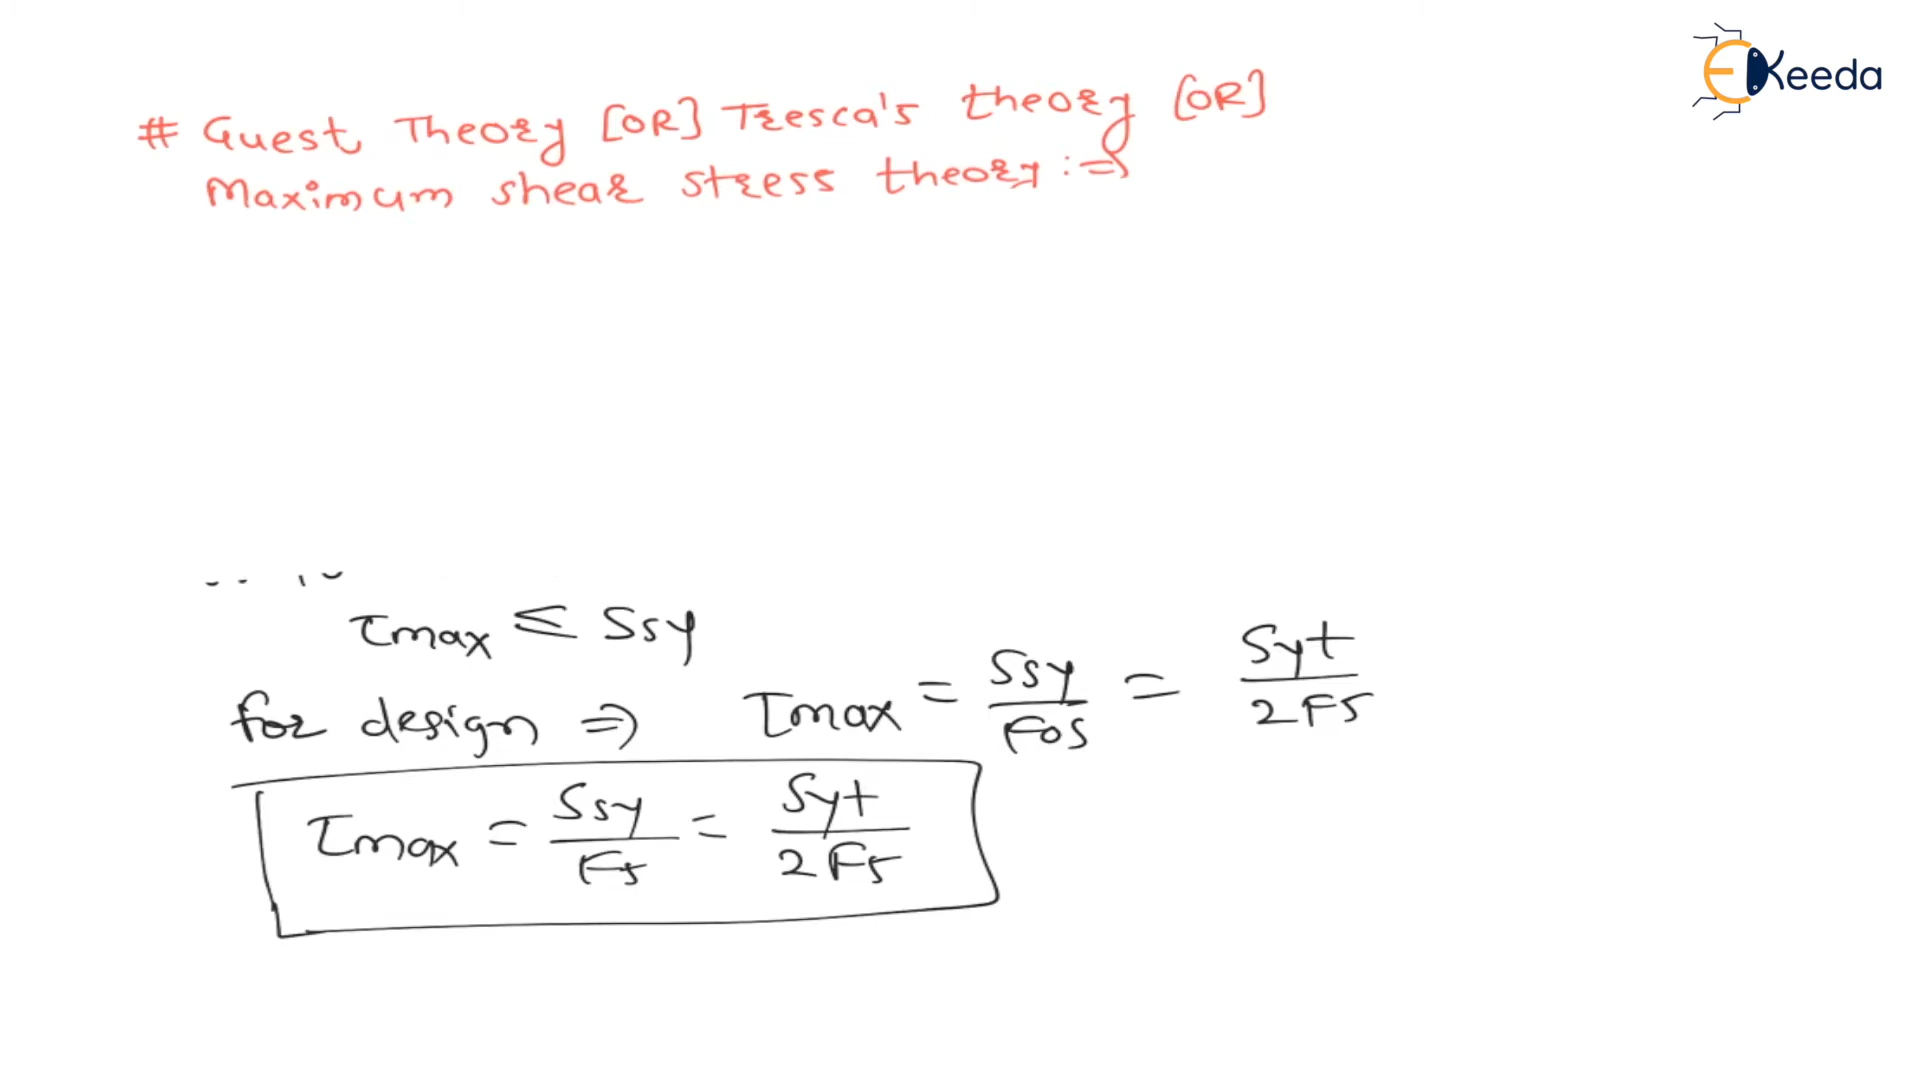 EKeeda
# Guest Theory [OR] Tresca's theory [OR]
Maximum shear stress theory :⇒
τmax ≤ Ssy
for design ⇒ τmax = Ssy/FOS = Syt/2FS
τmax = Ssy/FS = Syt/2FS